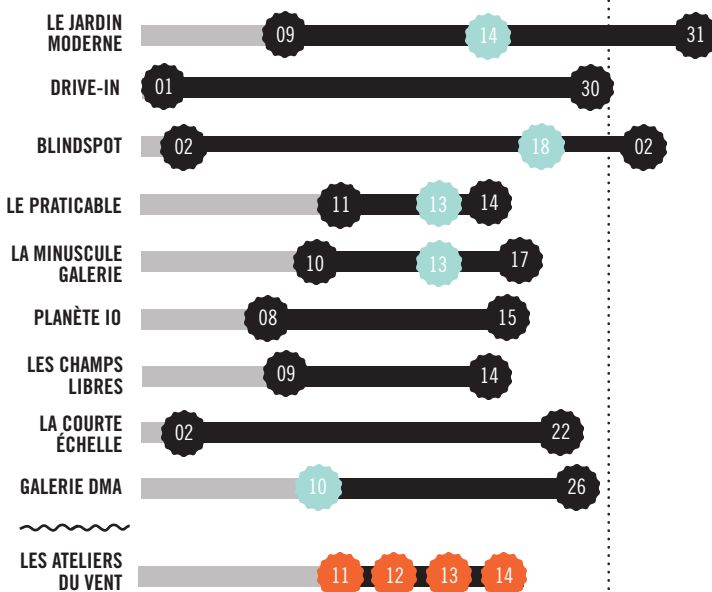 LE JARDIN
MODERNE
09 14 31
DRIVE-IN
01 30
BLINDSPOT
02 18 02
LE PRATICABLE
11 13 14
LA MINUSCULE
GALERIE
10 13 17
PLANÈTE IO
08 15
LES CHAMPS
LIBRES
09 14
LA COURTE
ÉCHELLE
02 22
GALERIE DMA
10 26
LES ATELIERS
DU VENT
11 12 13 14